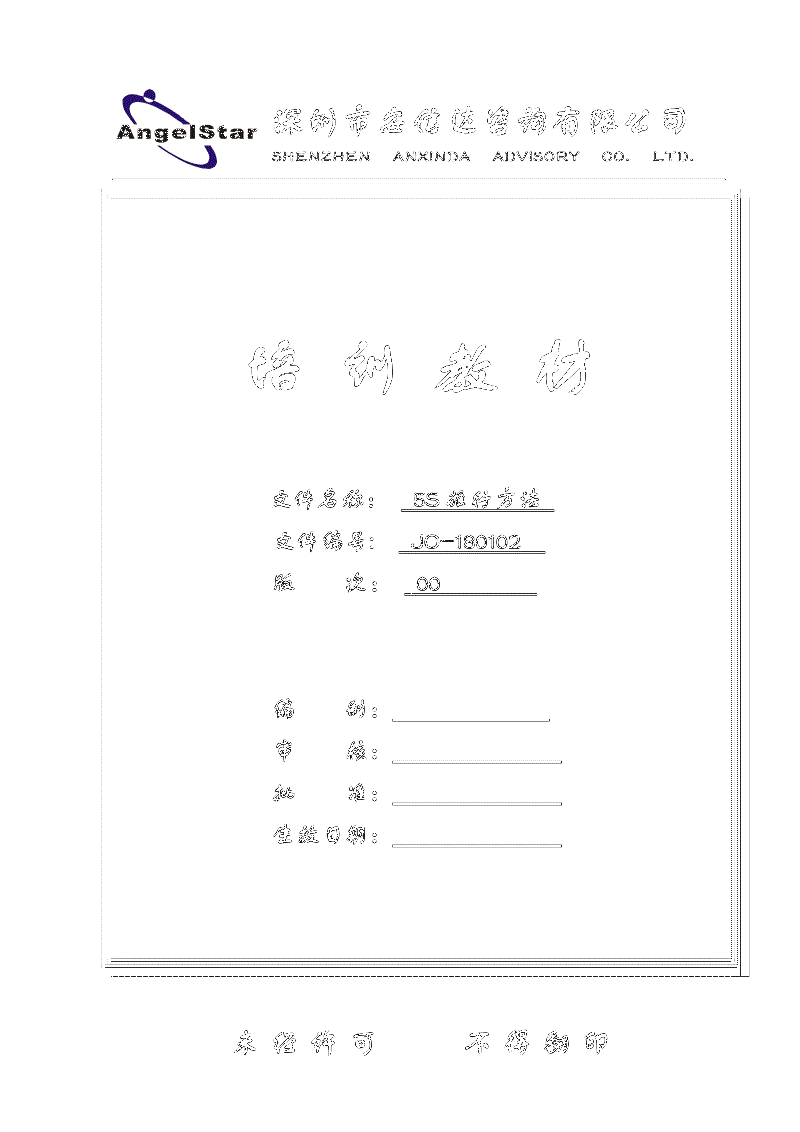 AngelStar
深圳市安信达咨询有限公司
SHENZHEN ANXINDA ADVISORY CO. LTD.
培训教材
文件名称： 5S推行方法
文件编号： JC-180102
版 次： 00
编 制：
审 核：
批 准：
生效日期：
未经许可 不得翻印